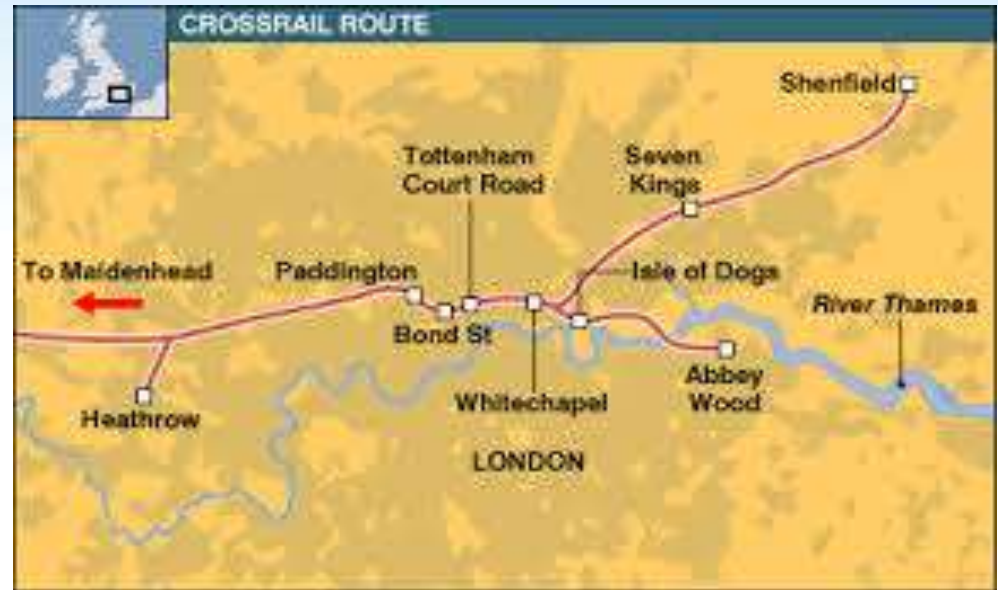 CROSSRAIL ROUTE
Shenfield
Tottenham
Court Road
Seven
Kings
To Maidenhead
Paddington
Isle of Dogs
River Thames
Bond St
Abbey
Wood
Whitechapel
Heathrow
LONDON